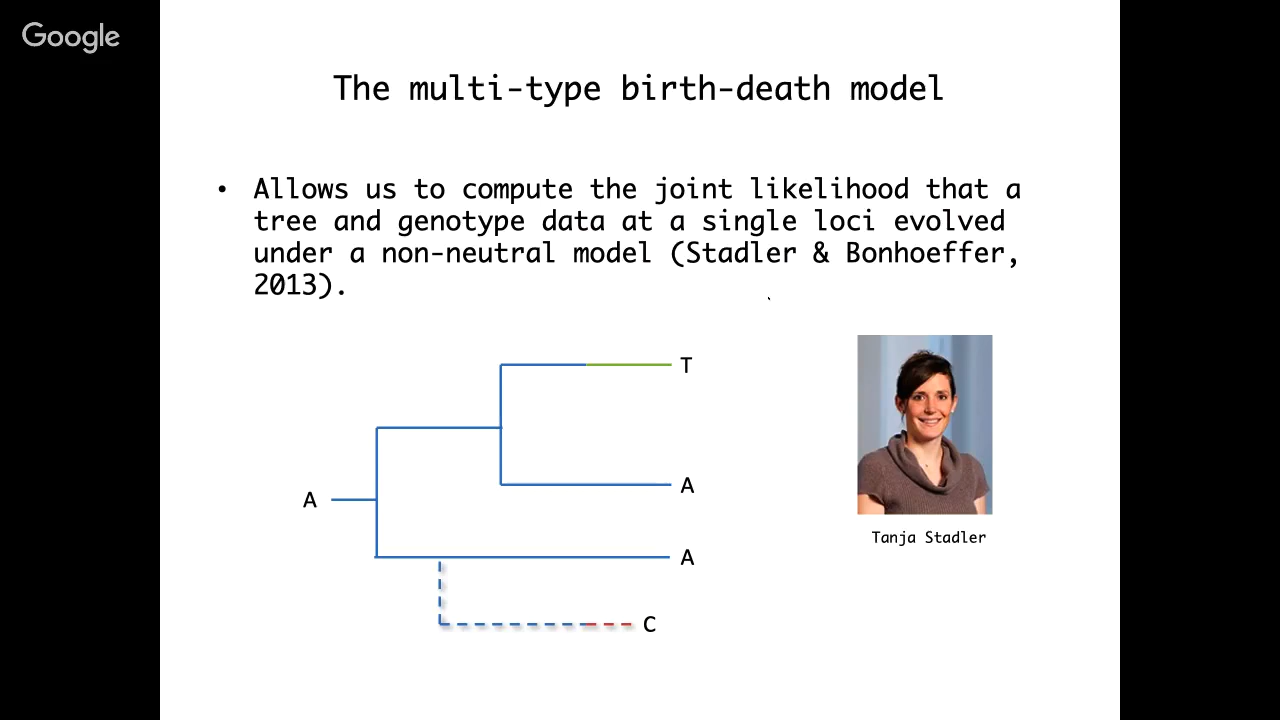 Google
The multi-type birth-death model
• Allows us to compute the joint likelihood that a
tree and genotype data at a single loci evolved
under a non-neutral model (Stadler & Bonhoeffer,
2013).
T
A
A
A
C
Tanja Stadler